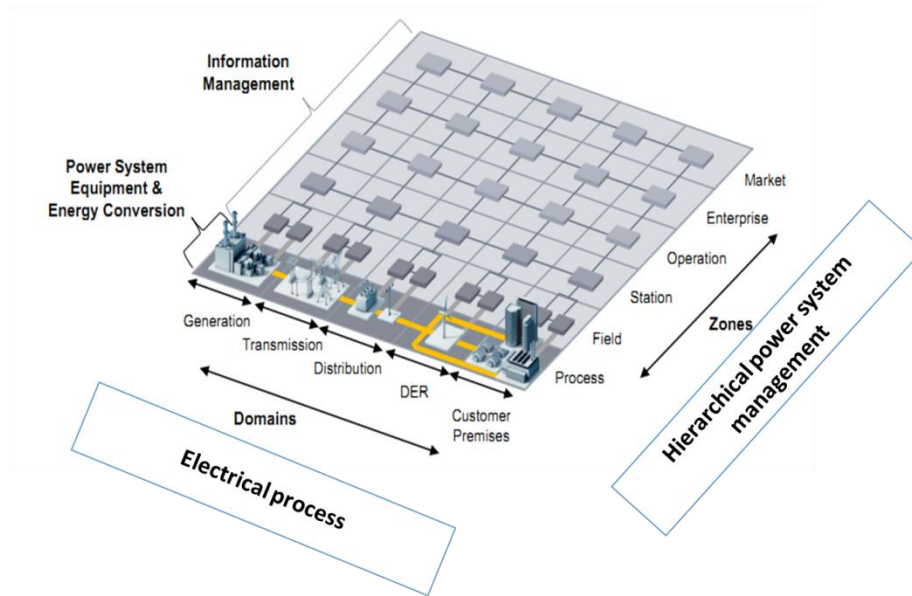 Information
Management
Power System
Equipment &
Energy Conversion
Market
Enterprise
Operation
Station
Field
Process
Zones
Generation
Transmission
Distribution
DER
Customer
Premises
Domains
Electrical process
Hierarchical power system
management